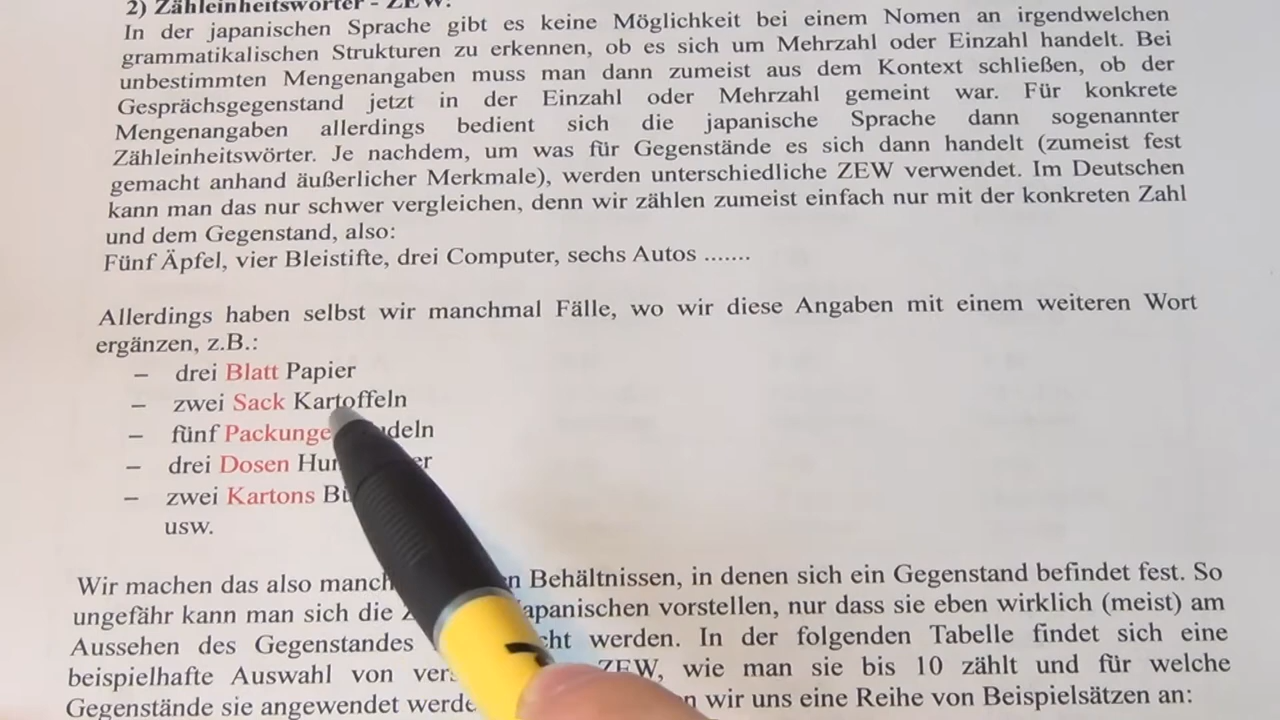 2) Zähleinheitswörter - ZEW:
In der japanischen Sprache gibt es keine Möglichkeit bei einem Nomen an irgendwelchen
grammatikalischen Strukturen zu erkennen, ob es sich um Mehrzahl oder Einzahl handelt. Bei
unbestimmten Mengenangaben muss man dann zumeist aus dem Kontext schließen, ob der
Gesprächsgegenstand jetzt in der Einzahl oder Mehrzahl gemeint war. Für konkrete
Mengenangaben allerdings bedient sich die japanische Sprache dann sogenannter
Zähleinheitswörter. Je nachdem, um was für Gegenstände es sich dann handelt (zumeist fest
gemacht anhand äußerlicher Merkmale), werden unterschiedliche ZEW verwendet. Im Deutschen
kann man das nur schwer vergleichen, denn wir zählen zumeist einfach nur mit der konkreten Zahl
und dem Gegenstand, also:
Fünf Äpfel, vier Bleistifte, drei Computer, sechs Autos .......
Allerdings haben selbst wir manchmal Fälle, wo wir diese Angaben mit einem weiteren Wort
ergänzen, z.B.:
– drei Blatt Papier
– zwei Sack Kartoffeln
– fünf
– drei Dosen
– zwei Kartons
usw.
Wir machen das also Behältnissen, in denen sich ein Gegenstand befindet fest. So
ungefähr kann man sich die vorstellen, nur dass sie eben wirklich (meist) am
Aussehen des Gegenstandes werden. In der folgenden Tabelle findet sich eine
beispielhafte Auswahl von ZEW, wie man sie bis 10 zählt und für welche
Gegenstände sie wir uns eine Reihe von Beispielsätzen an: